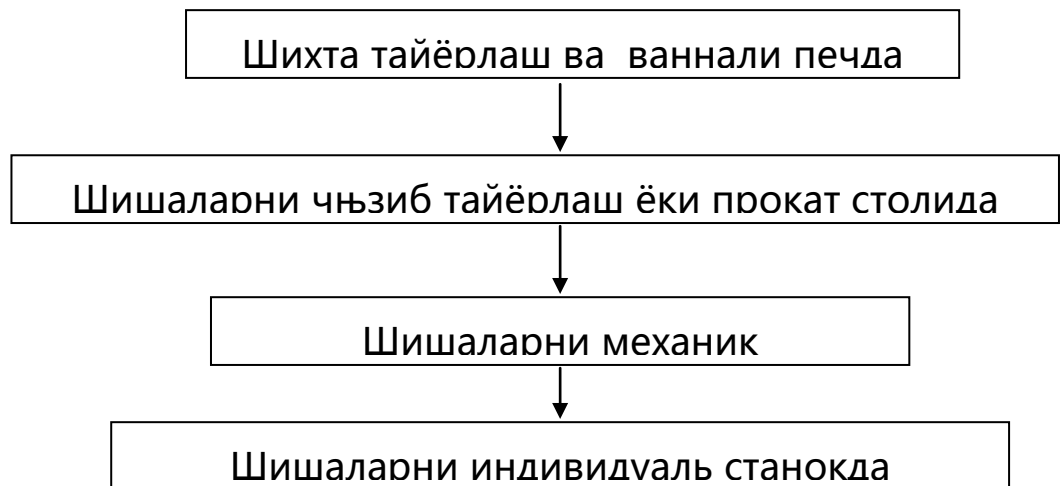 Шихта тайёрлаш ва ваннали печда
Шишаларни чњзиб тайёрлаш ёки прокат столида
Шишаларни механик
Шишаларни индивидуаль станокда